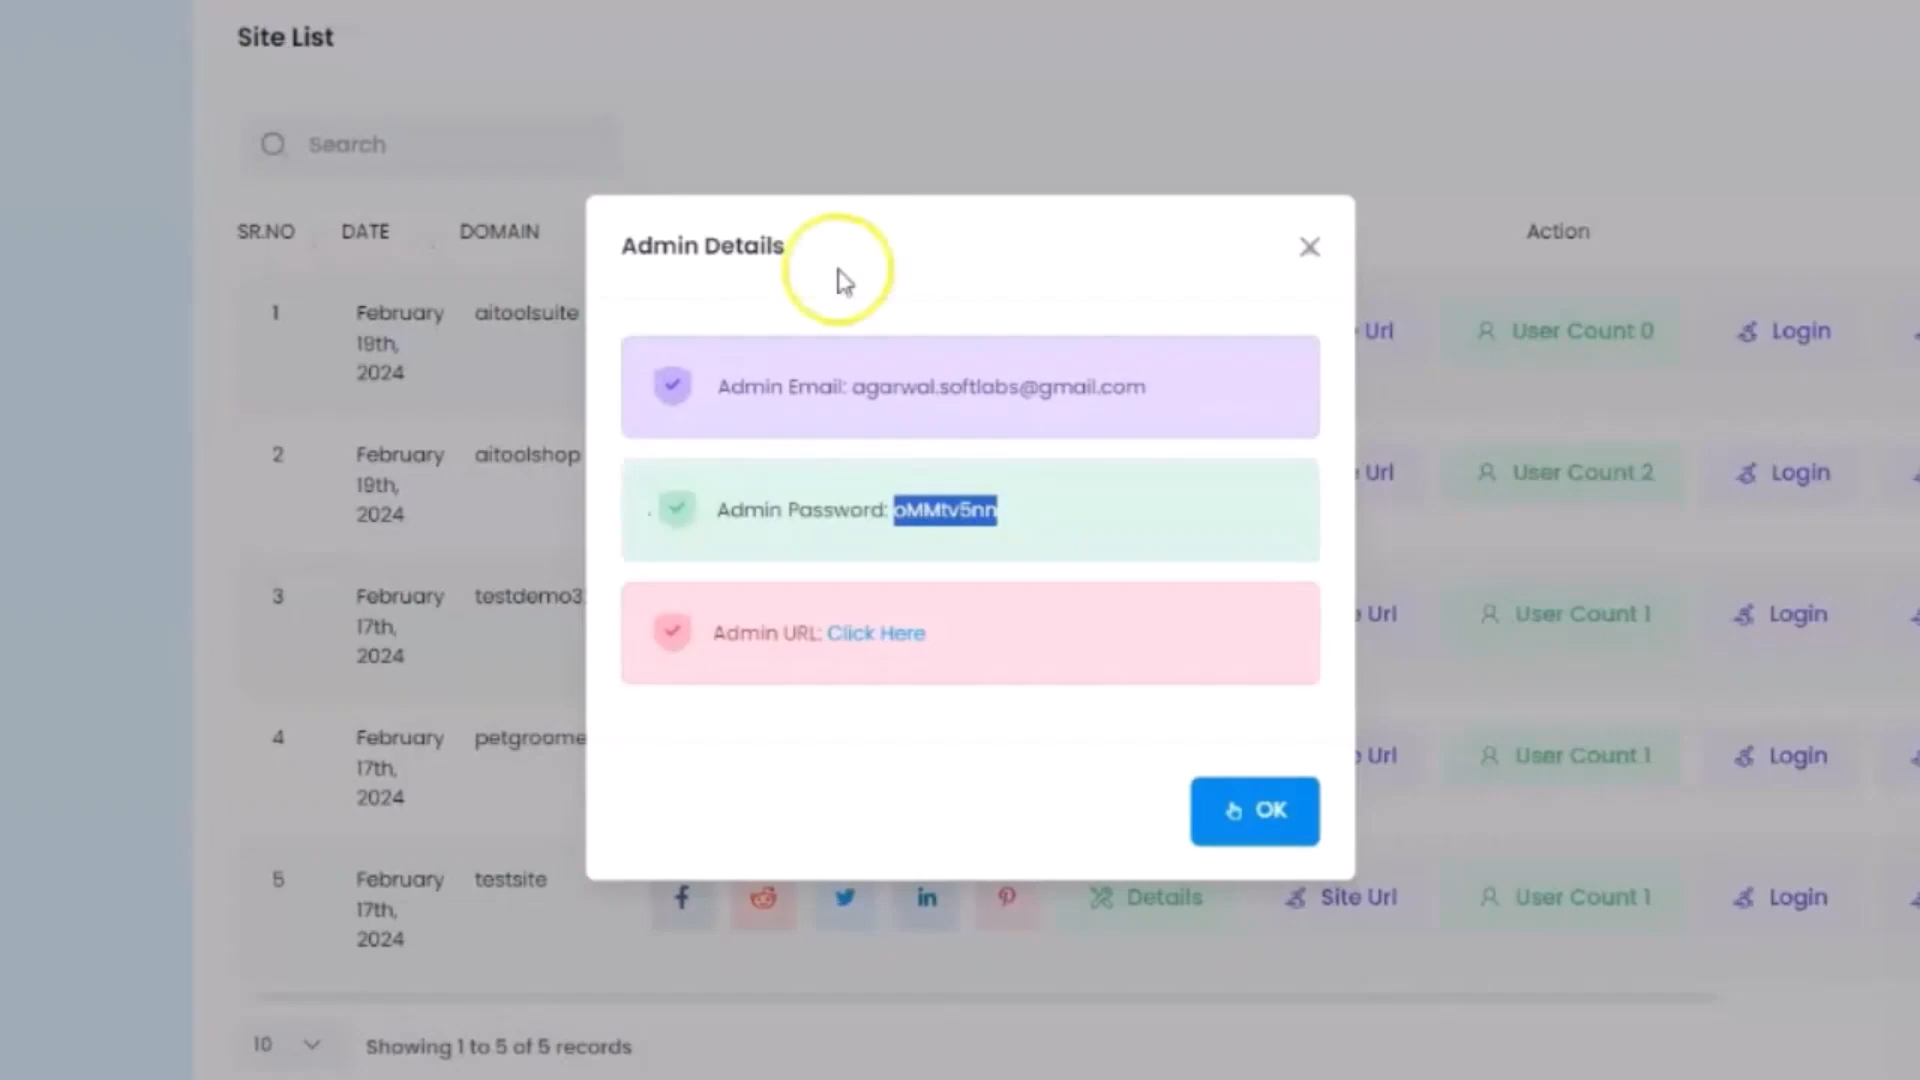 Site List
Search
SR.NO DATE DOMAIN Action
Admin Details
1 February 19th, 2024 aitoolsuite Url User Count 0 Login
Admin Email: agarwal.softlabs@gmail.com
2 February 19th, 2024 aitoolshop Url User Count 2 Login
Admin Password: oMMtv5nn
3 February 17th, 2024 testdemo3 Url User Count 1 Login
Admin URL: Click Here
4 February 17th, 2024 petgroome Url User Count 1 Login
OK
5 February 17th, 2024 testsite Details Site Url User Count 1 Login
10 Showing 1 to 5 of 5 records